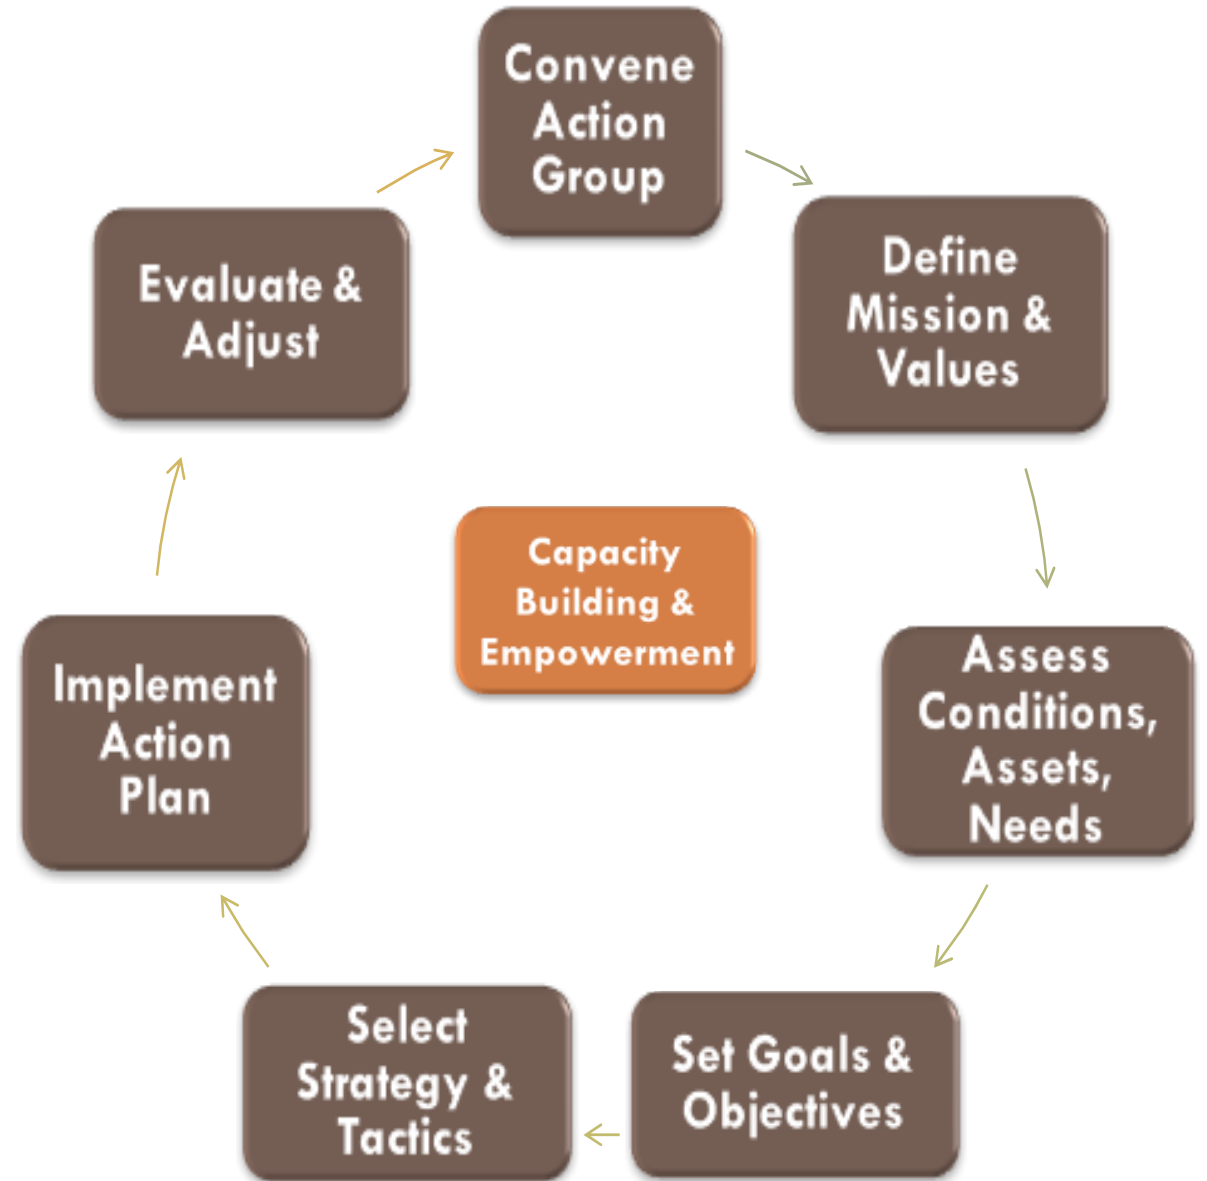 Convene
Action
Group
Define
Mission &
Values
Assess
Conditions,
Assets,
Needs
Set Goals &
Objectives
Select
Strategy &
Tactics
Implement
Action
Plan
Evaluate &
Adjust
Capacity
Building &
Empowerment